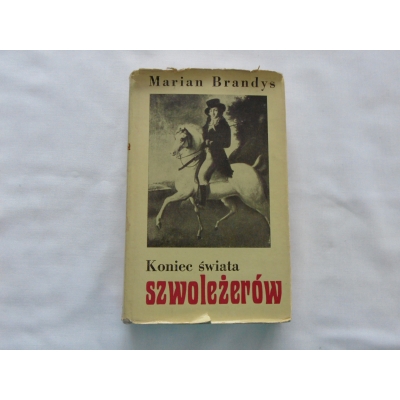 Marian Brandys
Koniec świata
szwoleżerów